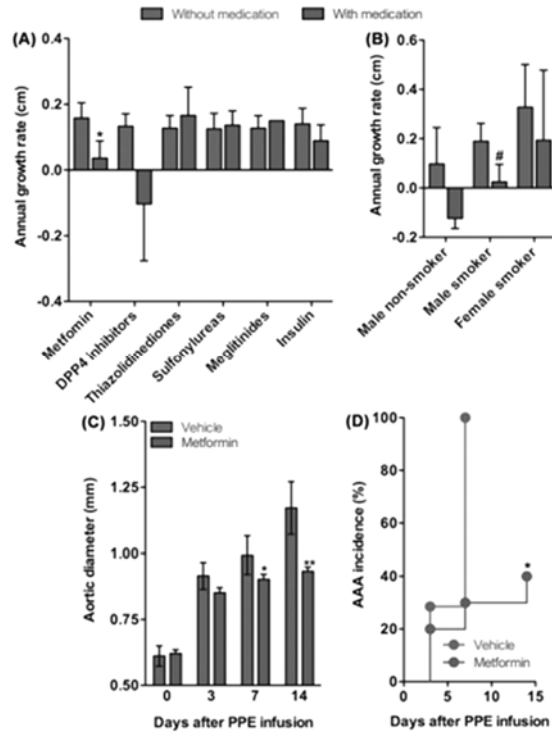 Without medication With medication
(A)
Annual growth rate (cm)
0.4
0.2
0.0
-0.2
-0.4
*
Metfomin
DPP4 inhibitors
Thiazolidinediones
Sulfonylureas
Meglitinides
Insulin
(B)
Annual growth rate (cm)
0.6
0.4
0.2
0.0
-0.2
#
Male non-smoker
Male smoker
Female smoker
(C)
Vehicle
Metformin
Aortic diameter (mm)
1.50
1.25
1.00
0.75
0.50
*
**
0 3 7 14
Days after PPE infusion
(D)
AAA incidence (%)
100
80
60
40
20
0
*
Vehicle
Metformin
0 5 10 15
Days after PPE infusion